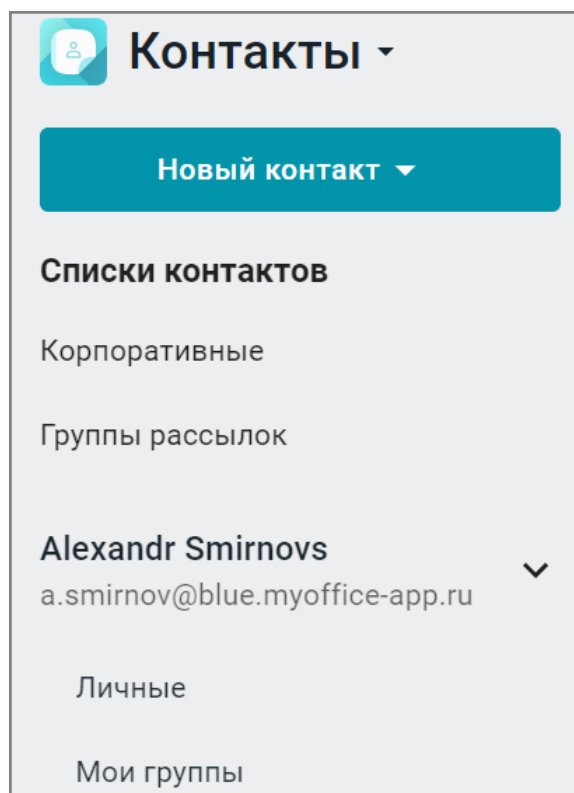 Контакты
Новый контакт
Списки контактов
Корпоративные
Группы рассылок
Alexandr Smirnovs
a.smirnov@blue.myoffice-app.ru
Личные
Мои группы